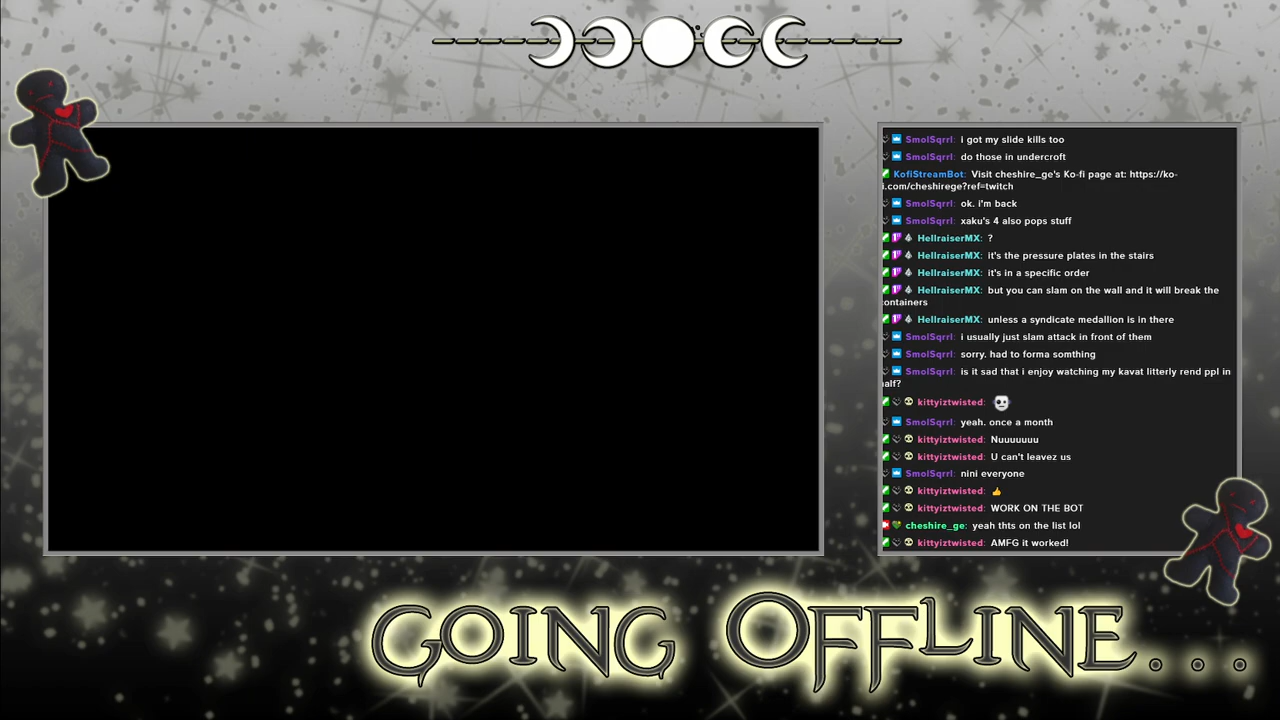 SmolSqrrl: i got my slide kills too
SmolSqrrl: do those in undercroft
KofiStreamBot: Visit cheshire_ge's Ko-fi page at: https://ko-
i.com/cheshirege?ref=twitch
SmolSqrrl: ok. i'm back
SmolSqrrl: xaku's 4 also pops stuff
HellraiserMX: ?
HellraiserMX: it's the pressure plates in the stairs
HellraiserMX: it's in a specific order
HellraiserMX: but you can slam on the wall and it will break the
ontainers
HellraiserMX: unless a syndicate medallion is in there
SmolSqrrl: i usually just slam attack in front of them
SmolSqrrl: sorry. had to forma somthing
SmolSqrrl: is it sad that i enjoy watching my kavat litterly rend ppl in
alf?
kittyiztwisted:
SmolSqrrl: yeah. once a month
kittyiztwisted: Nuuuuuuu
kittyiztwisted: U can't leavez us
SmolSqrrl: nini everyone
kittyiztwisted: 👍
kittyiztwisted: WORK ON THE BOT
cheshire_ge: yeah thts on the list lol
kittyiztwisted: AMFG it worked!
GOING OFFLINE...